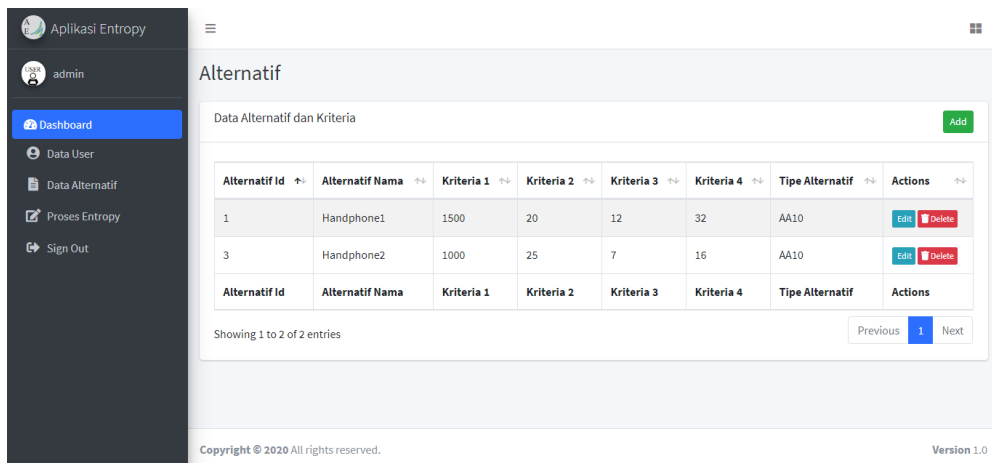 Aplikasi Entropy
admin
Dashboard
Data User
Data Alternatif
Proses Entropy
Sign Out
Alternatif
Data Alternatif dan Kriteria
Add
Alternatif Id Alternatif Nama Kriteria 1 Kriteria 2 Kriteria 3 Kriteria 4 Tipe Alternatif Actions
1 Handphone1 1500 20 12 32 AA10 Edit Delete
3 Handphone2 1000 25 7 16 AA10 Edit Delete
Alternatif Id Alternatif Nama Kriteria 1 Kriteria 2 Kriteria 3 Kriteria 4 Tipe Alternatif Actions
Showing 1 to 2 of 2 entries
Previous 1 Next
Copyright © 2020 All rights reserved.
Version 1.0